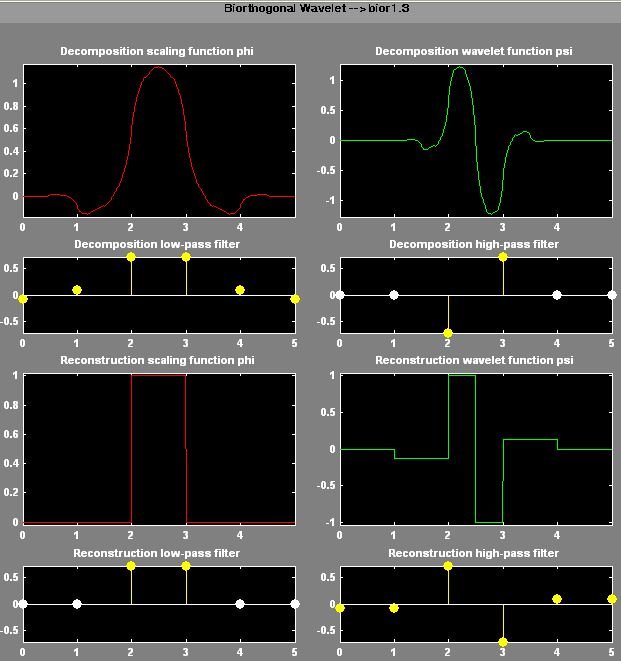 Biorthogonal Wavelet --> bior1.3
Decomposition scaling function phi
Decomposition wavelet function psi
1
0.8
0.6
0.4
0.2
0
0 1 2 3 4 5
1
0.5
0
-0.5
-1
0 1 2 3 4 5
Decomposition low-pass filter
Decomposition high-pass filter
0.5
0
-0.5
0 1 2 3 4 5
0.5
0
-0.5
0 1 2 3 4 5
Reconstruction scaling function phi
Reconstruction wavelet function psi
1
0.8
0.6
0.4
0.2
0
0 1 2 3 4 5
1
0.5
0
-0.5
-1
0 1 2 3 4
Reconstruction low-pass filter
Reconstruction high-pass filter
0.5
0
-0.5
0 1 2 3 4 5
0.5
0
-0.5
0 1 2 3 4 5